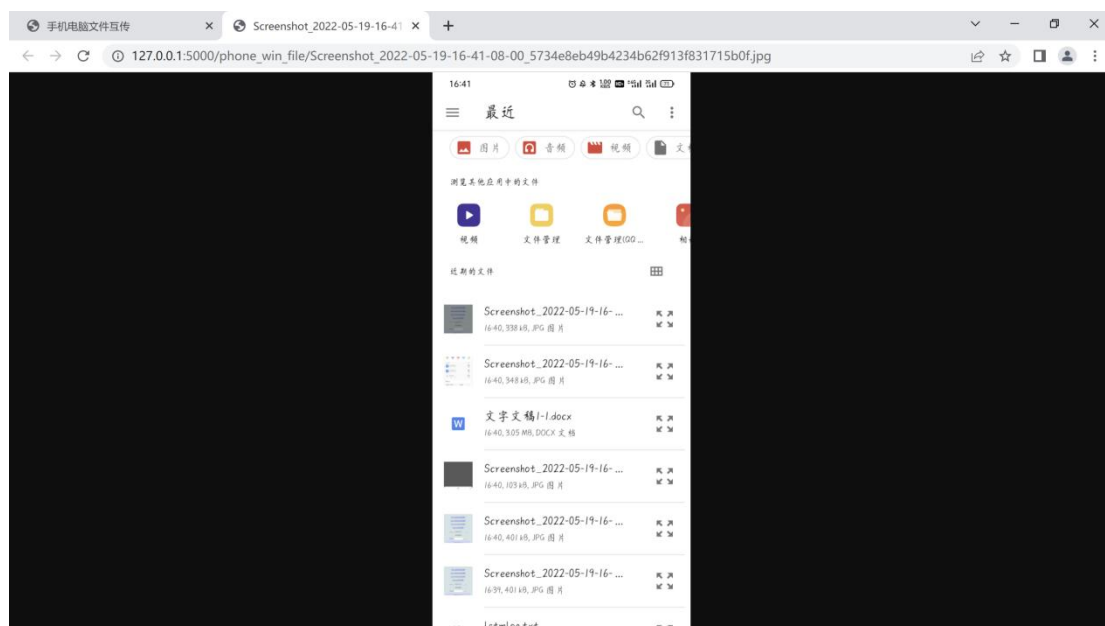 手机电脑文件互传
Screenshot_2022-05-19-16-41
127.0.0.1:5000/phone_win_file/Screenshot_2022-05-19-16-41-08-00_5734e8eb49b4234b62f913f831715b0f.jpg
16:41
最近
图片 音频 视频
浏览其他应用中的文件
视频 文件管理 文件管理(QQ...
近期的文件
Screenshot_2022-05-19-16-...
16:40, 338 kB, JPG 图片
Screenshot_2022-05-19-16-...
16:40, 348 kB, JPG 图片
文字文稿1-1.docx
16:40, 3.05 MB, DOCX 文档
Screenshot_2022-05-19-16-...
16:40, 103 kB, JPG 图片
Screenshot_2022-05-19-16-...
16:40, 401 kB, JPG 图片
Screenshot_2022-05-19-16-...
16:39, 401 kB, JPG 图片